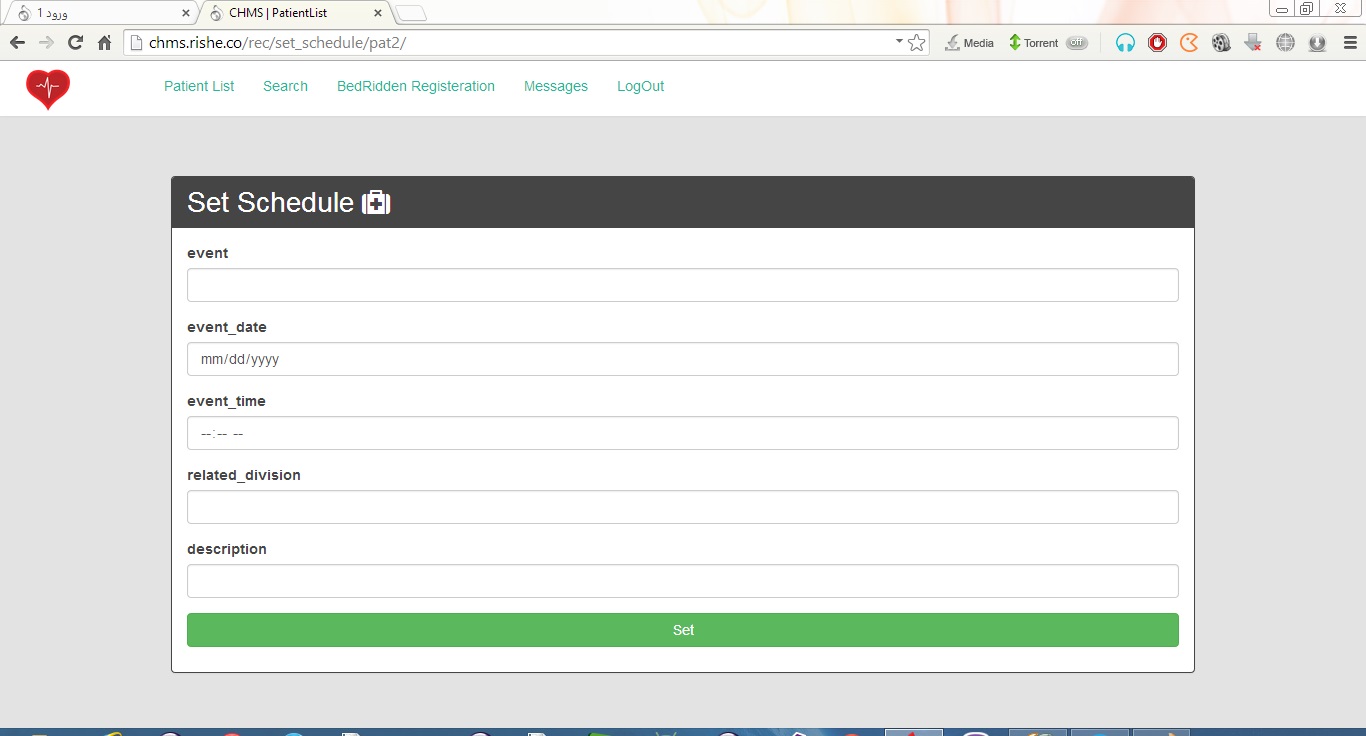 ورود 1
CHMS | PatientList
chms.rishe.co/rec/set_schedule/pat2/
Media
Torrent
Off
Patient List
Search
BedRidden Registeration
Messages
LogOut
Set Schedule
event
event_date
mm/dd/yyyy
event_time
--:-- --
related_division
description
Set